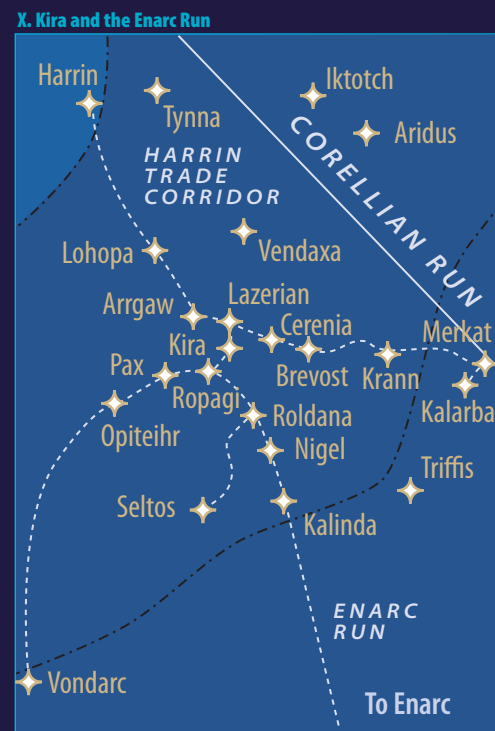 X. Kira and the Enarc Run
Harrin
Tynna
Iktotch
Aridus
CORELLIAN RUN
HARRIN
TRADE
CORRIDOR
Vendaxa
Lohopa
Arrgaw
Lazerian
Cerenia
Merkat
Kira
Brevost
Krann
Pax
Ropagi
Kalarba
Opiteihr
Roldana
Nigel
Triffis
Seltos
Kalinda
ENARC
RUN
Vondarc
To Enarc